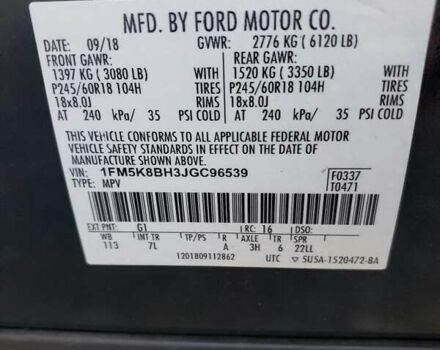 MFD. BY FORD MOTOR CO.
DATE: 09/18 GVWR: 2776 KG (6120 LB)
FRONT GAWR: REAR GAWR:
1397 KG (3080 LB) WITH 1520 KG (3350 LB) WITH
P245/60R18 104H TIRES P245/60R18 104H TIRES
18x8.0J RIMS 18x8.0J RIMS
AT 240 kPa/ 35 PSI COLD AT 240 kPa/ 35 PSI COLD
THIS VEHICLE CONFORMS TO ALL APPLICABLE FEDERAL MOTOR
VEHICLE SAFETY STANDARDS IN EFFECT ON THE DATE OF
MANUFACTURE SHOWN ABOVE.
VIN: 1FM5K8BH3JGC96539 F0337
TYPE: MPV T0471
EXT PNT: G1 RC: 16 DSO:
WB INT TR TP/PS R AXLE TR SPR
113 7L A 3H 6 22LL
1201809112862 UTC 5U5A-1520472-BA